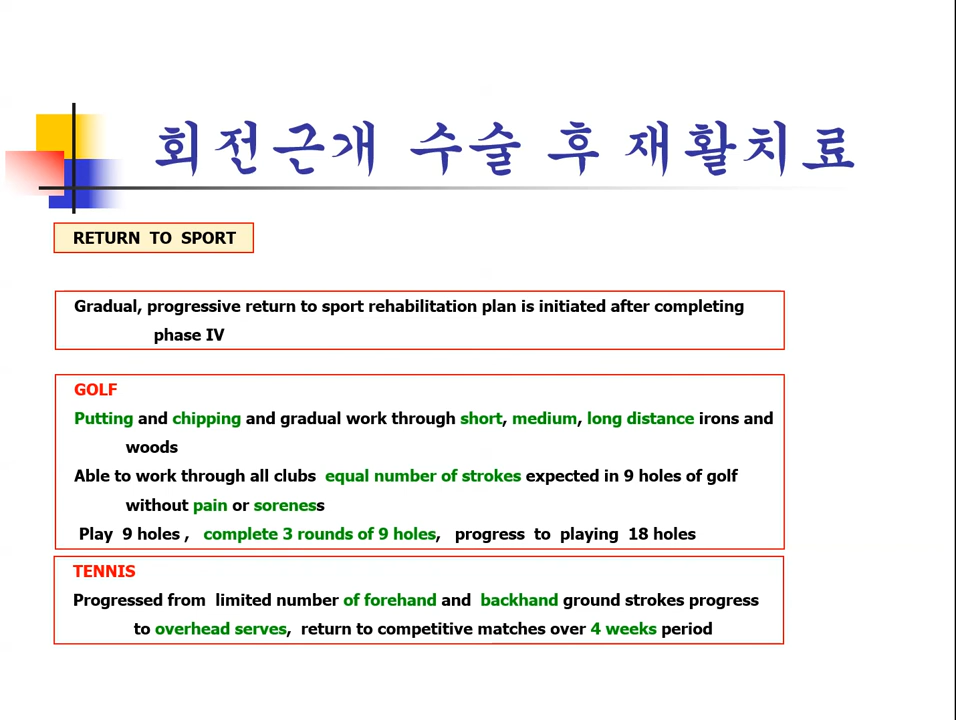 회전근개 수술 후 재활치료
RETURN TO SPORT
Gradual, progressive return to sport rehabilitation plan is initiated after completing
phase IV
GOLF
Putting and chipping and gradual work through short, medium, long distance irons and
woods
Able to work through all clubs equal number of strokes expected in 9 holes of golf
without pain or soreness
Play 9 holes , complete 3 rounds of 9 holes, progress to playing 18 holes
TENNIS
Progressed from limited number of forehand and backhand ground strokes progress
to overhead serves, return to competitive matches over 4 weeks period